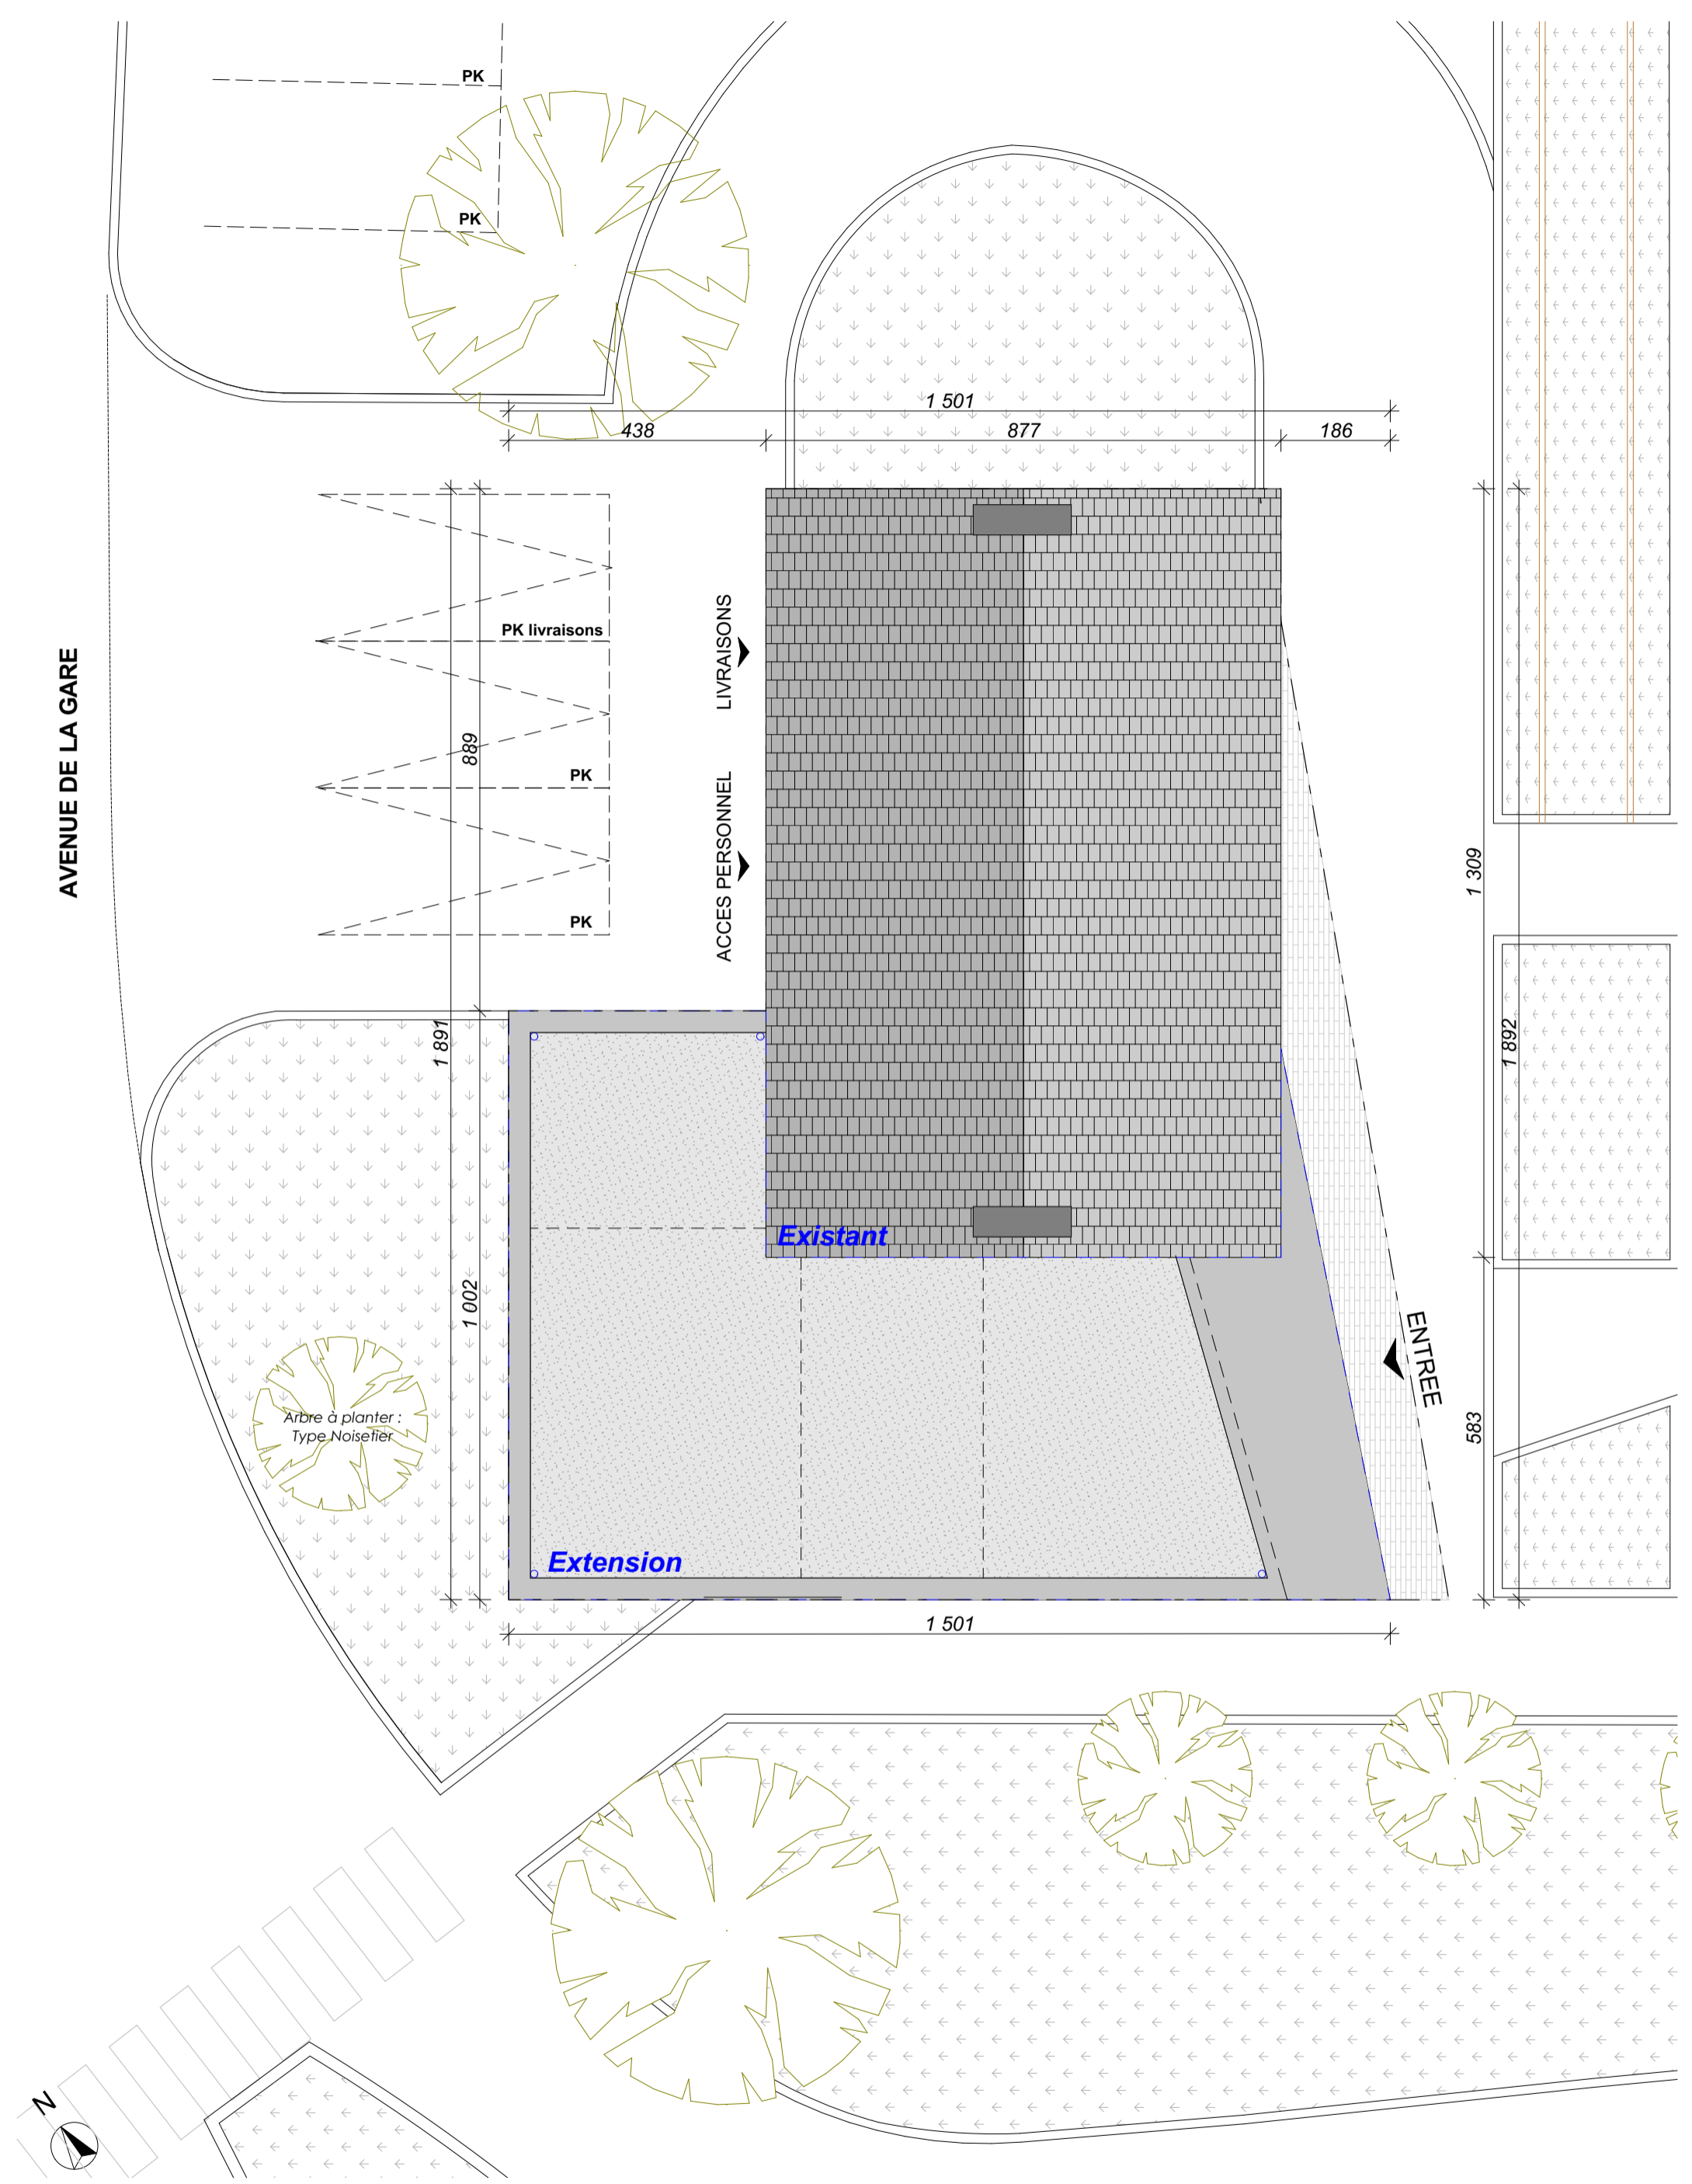 PK
PK
1 501
438
877
186
PK livraisons
LIVRAISONS
AVENUE DE LA GARE
889
PK
ACCES PERSONNEL
1 309
PK
1 891
1 892
Existant
1 002
ENTREE
Arbre à planter :
Type Noisetier
583
Extension
1 501
N